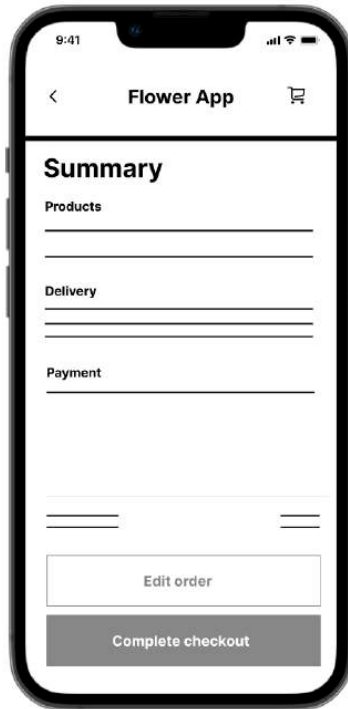 9:41
Flower App
Summary
Products
Delivery
Payment
Edit order
Complete checkout